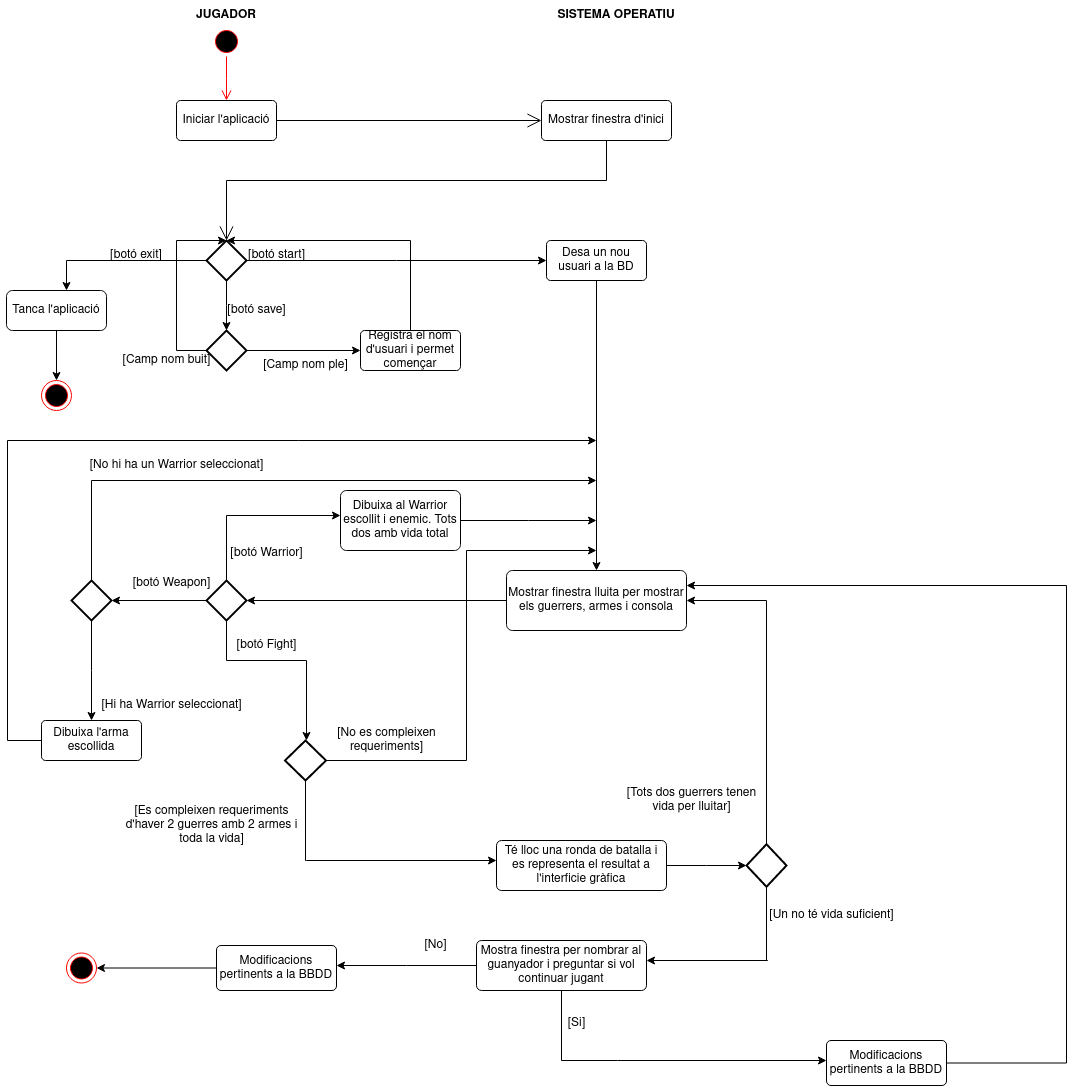 JUGADOR
SISTEMA OPERATIU
Iniciar l'aplicació
Mostrar finestra d'inici
[botó exit]
[botó start]
Desa un nou
usuari a la BD
Tanca l'aplicació
[botó save]
Registra el nom
d'usuari i permet
començar
[Camp nom buit]
[Camp nom ple]
[No hi ha un Warrior seleccionat]
Dibuixa al Warrior
escollit i enemic. Tots
dos amb vida total
[botó Warrior]
[botó Weapon]
Mostrar finestra lluita per mostrar
els guerrers, armes i consola
[botó Fight]
[Hi ha Warrior seleccionat]
Dibuixa l'arma
escollida
[No es compleixen
requeriments]
[Es compleixen requeriments
d'haver 2 guerres amb 2 armes i
toda la vida]
[Tots dos guerrers tenen
vida per lluitar]
Té lloc una ronda de batalla i
es representa el resultat a
l'interficie gràfica
[Un no té vida suficient]
[No]
Mostra finestra per nombrar al
guanyador i preguntar si vol
continuar jugant
Modificacions
pertinents a la BBDD
[Si]
Modificacions
pertinents a la BBDD